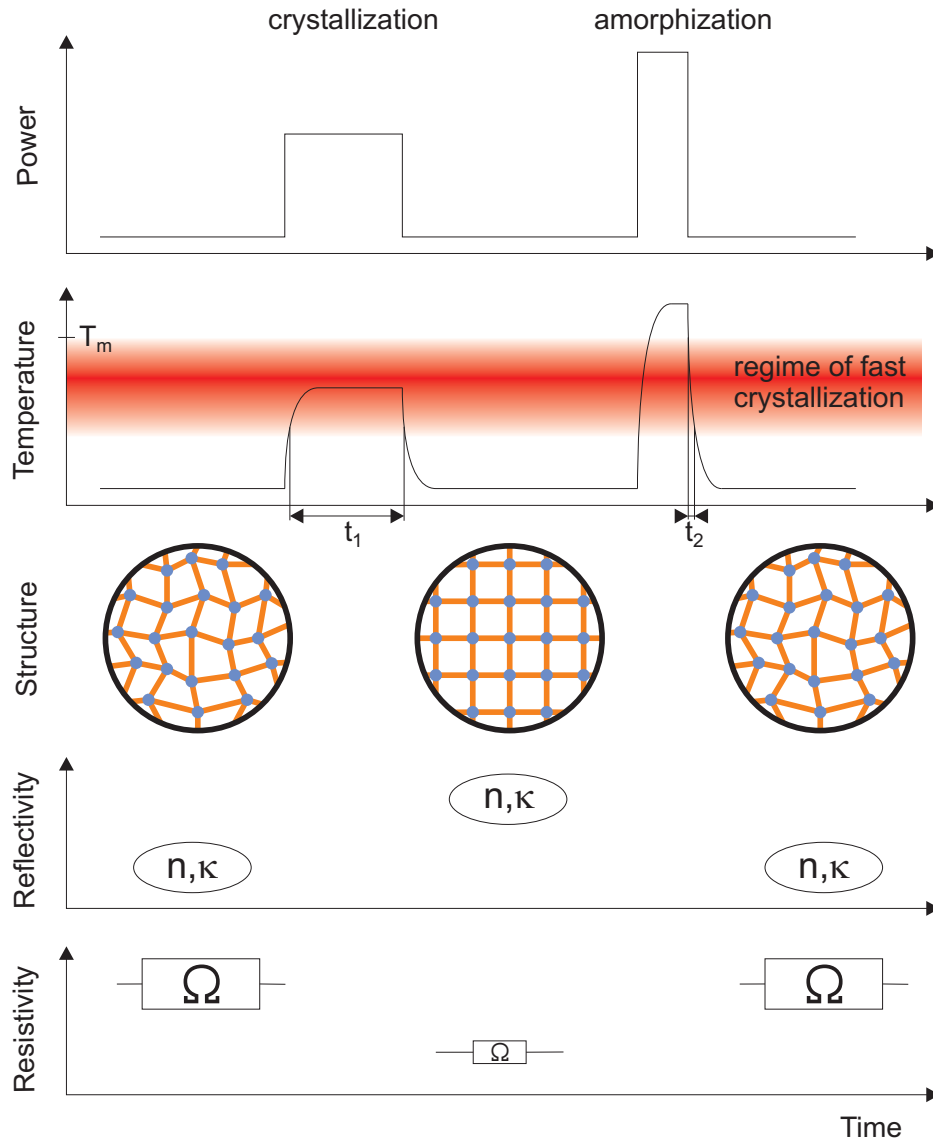 crystallization
amorphization
Power
Temperature
Tm
regime of fast
crystallization
t1
t2
Structure
Reflectivity
n,κ
n,κ
n,κ
Resistivity
Ω
Ω
Ω
Time